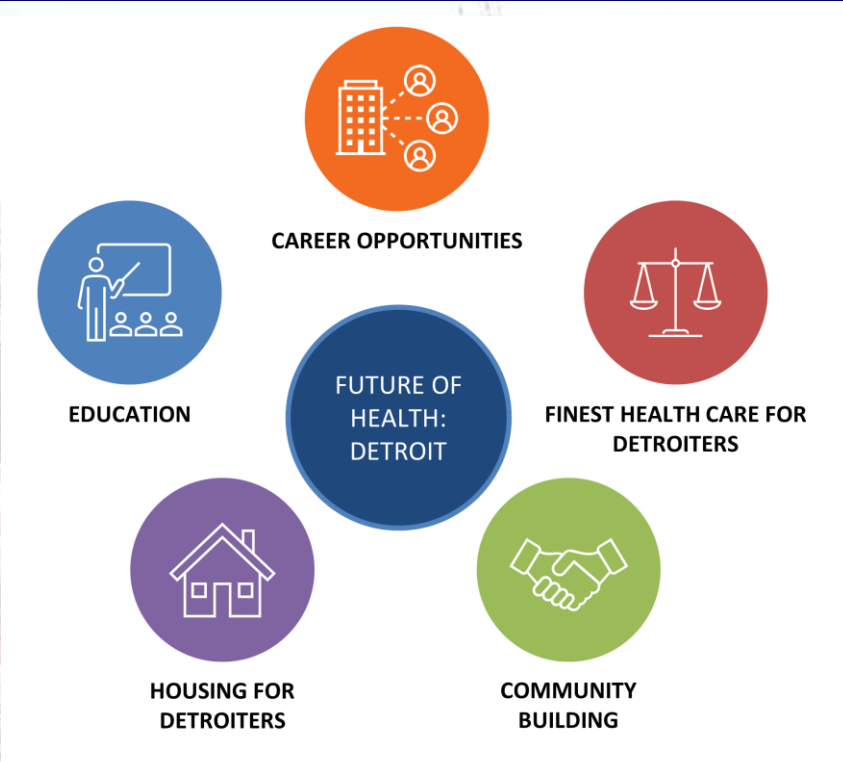 CAREER OPPORTUNITIES
EDUCATION
FUTURE OF
HEALTH:
DETROIT
FINEST HEALTH CARE FOR
DETROITERS
HOUSING FOR
DETROITERS
COMMUNITY
BUILDING